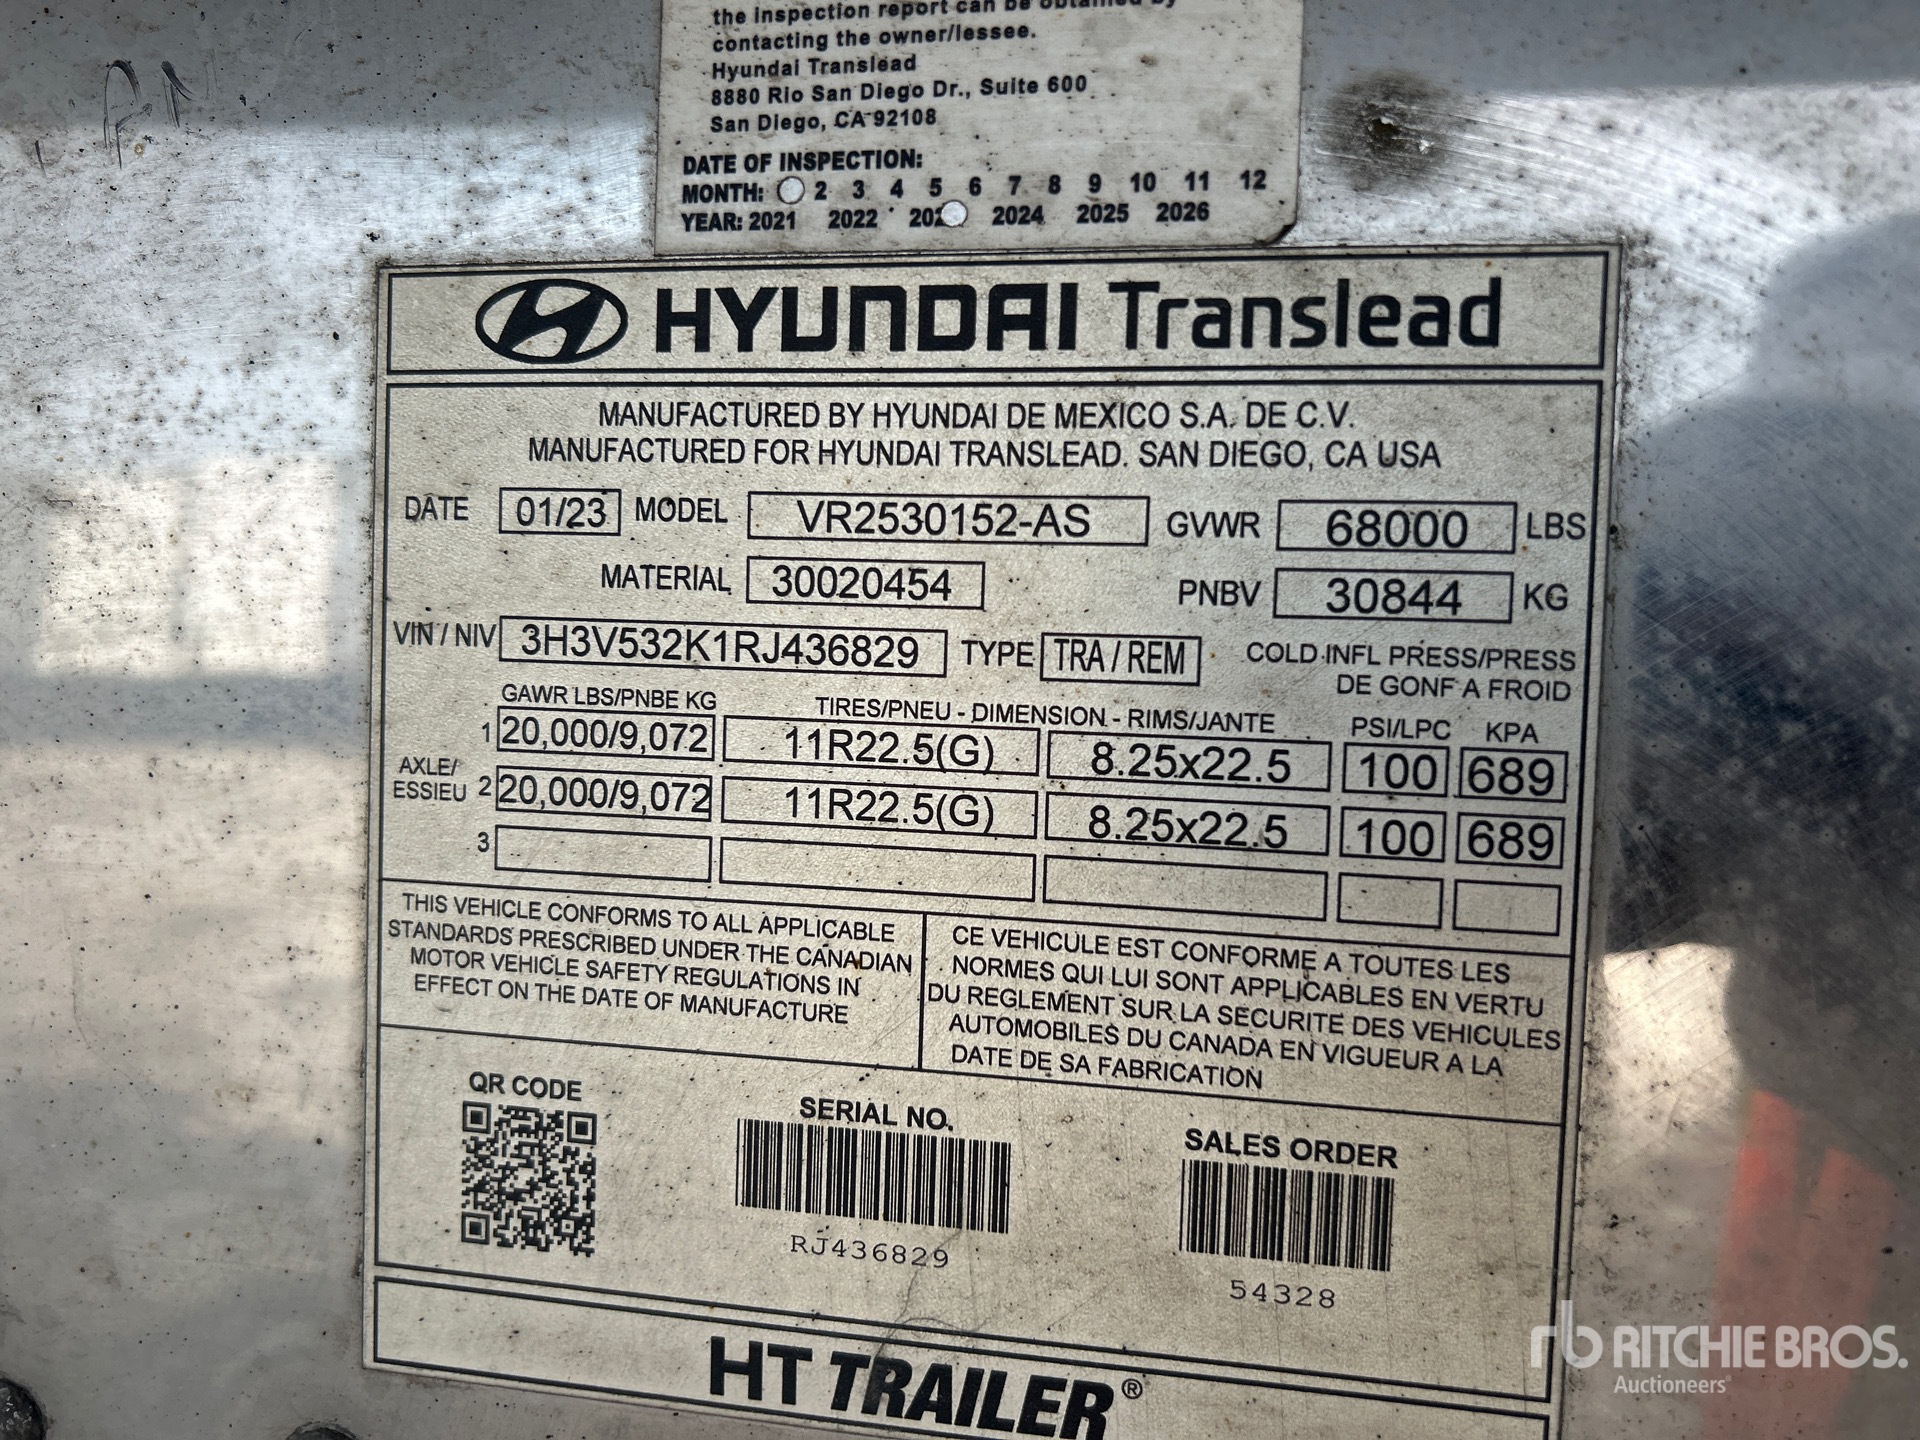 the inspection report can be obtained by
contacting the owner/lessee.
Hyundai Translead
8880 Rio San Diego Dr., Suite 600
San Diego, CA 92108
DATE OF INSPECTION:
MONTH: 2 3 4 5 6 7 8 9 10 11 12
YEAR: 2021 2022 202 2024 2025 2026
HYUNDAI Translead
MANUFACTURED BY HYUNDAI DE MEXICO S.A. DE C.V.
MANUFACTURED FOR HYUNDAI TRANSLEAD. SAN DIEGO, CA USA
DATE 01/23 MODEL VR2530152-AS GVWR 68000 LBS
MATERIAL 30020454 PNBV 30844 KG
VIN / NIV 3H3V532K1RJ436829 TYPE TRA / REM COLD INFL PRESS/PRESS
DE GONF A FROID
GAWR LBS/PNBE KG TIRES/PNEU - DIMENSION - RIMS/JANTE PSI/LPC KPA
1 20,000/9,072 11R22.5(G) 8.25x22.5 100 689
AXLE/
ESSIEU 2 20,000/9,072 11R22.5(G) 8.25x22.5 100 689
3
THIS VEHICLE CONFORMS TO ALL APPLICABLE
STANDARDS PRESCRIBED UNDER THE CANADIAN
MOTOR VEHICLE SAFETY REGULATIONS IN
EFFECT ON THE DATE OF MANUFACTURE
CE VEHICULE EST CONFORME A TOUTES LES
NORMES QUI LUI SONT APPLICABLES EN VERTU
DU REGLEMENT SUR LA SECURITE DES VEHICULES
AUTOMOBILES DU CANADA EN VIGUEUR A LA
DATE DE SA FABRICATION
QR CODE
SERIAL NO.
RJ436829
SALES ORDER
54328
HT TRAILER®
rb RITCHIE BROS.
Auctioneers